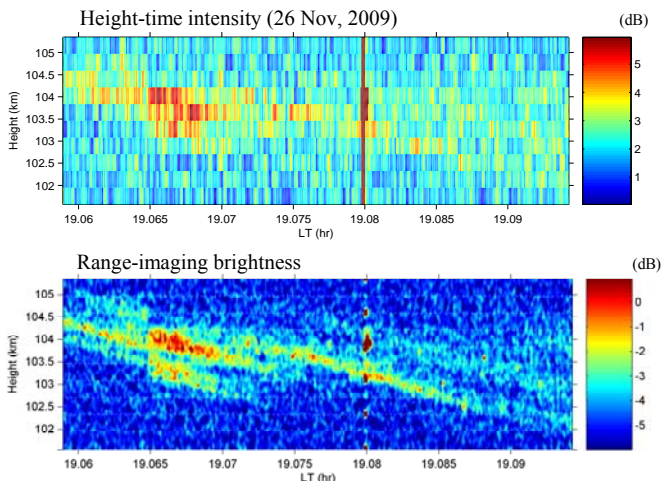 Height-time intensity (26 Nov, 2009)
(dB)
105
104.5
104
103.5
103
102.5
102
Height (km)
19.06 19.065 19.07 19.075 19.08 19.085 19.09
LT (hr)
5
4
3
2
1
Range-imaging brightness
(dB)
105
104
103.5
103
102.5
102
Height (km)
19.06 19.065 19.07 19.075 19.08 19.085 19.09
LT (hr)
0
-1
-2
-3
-4
-5